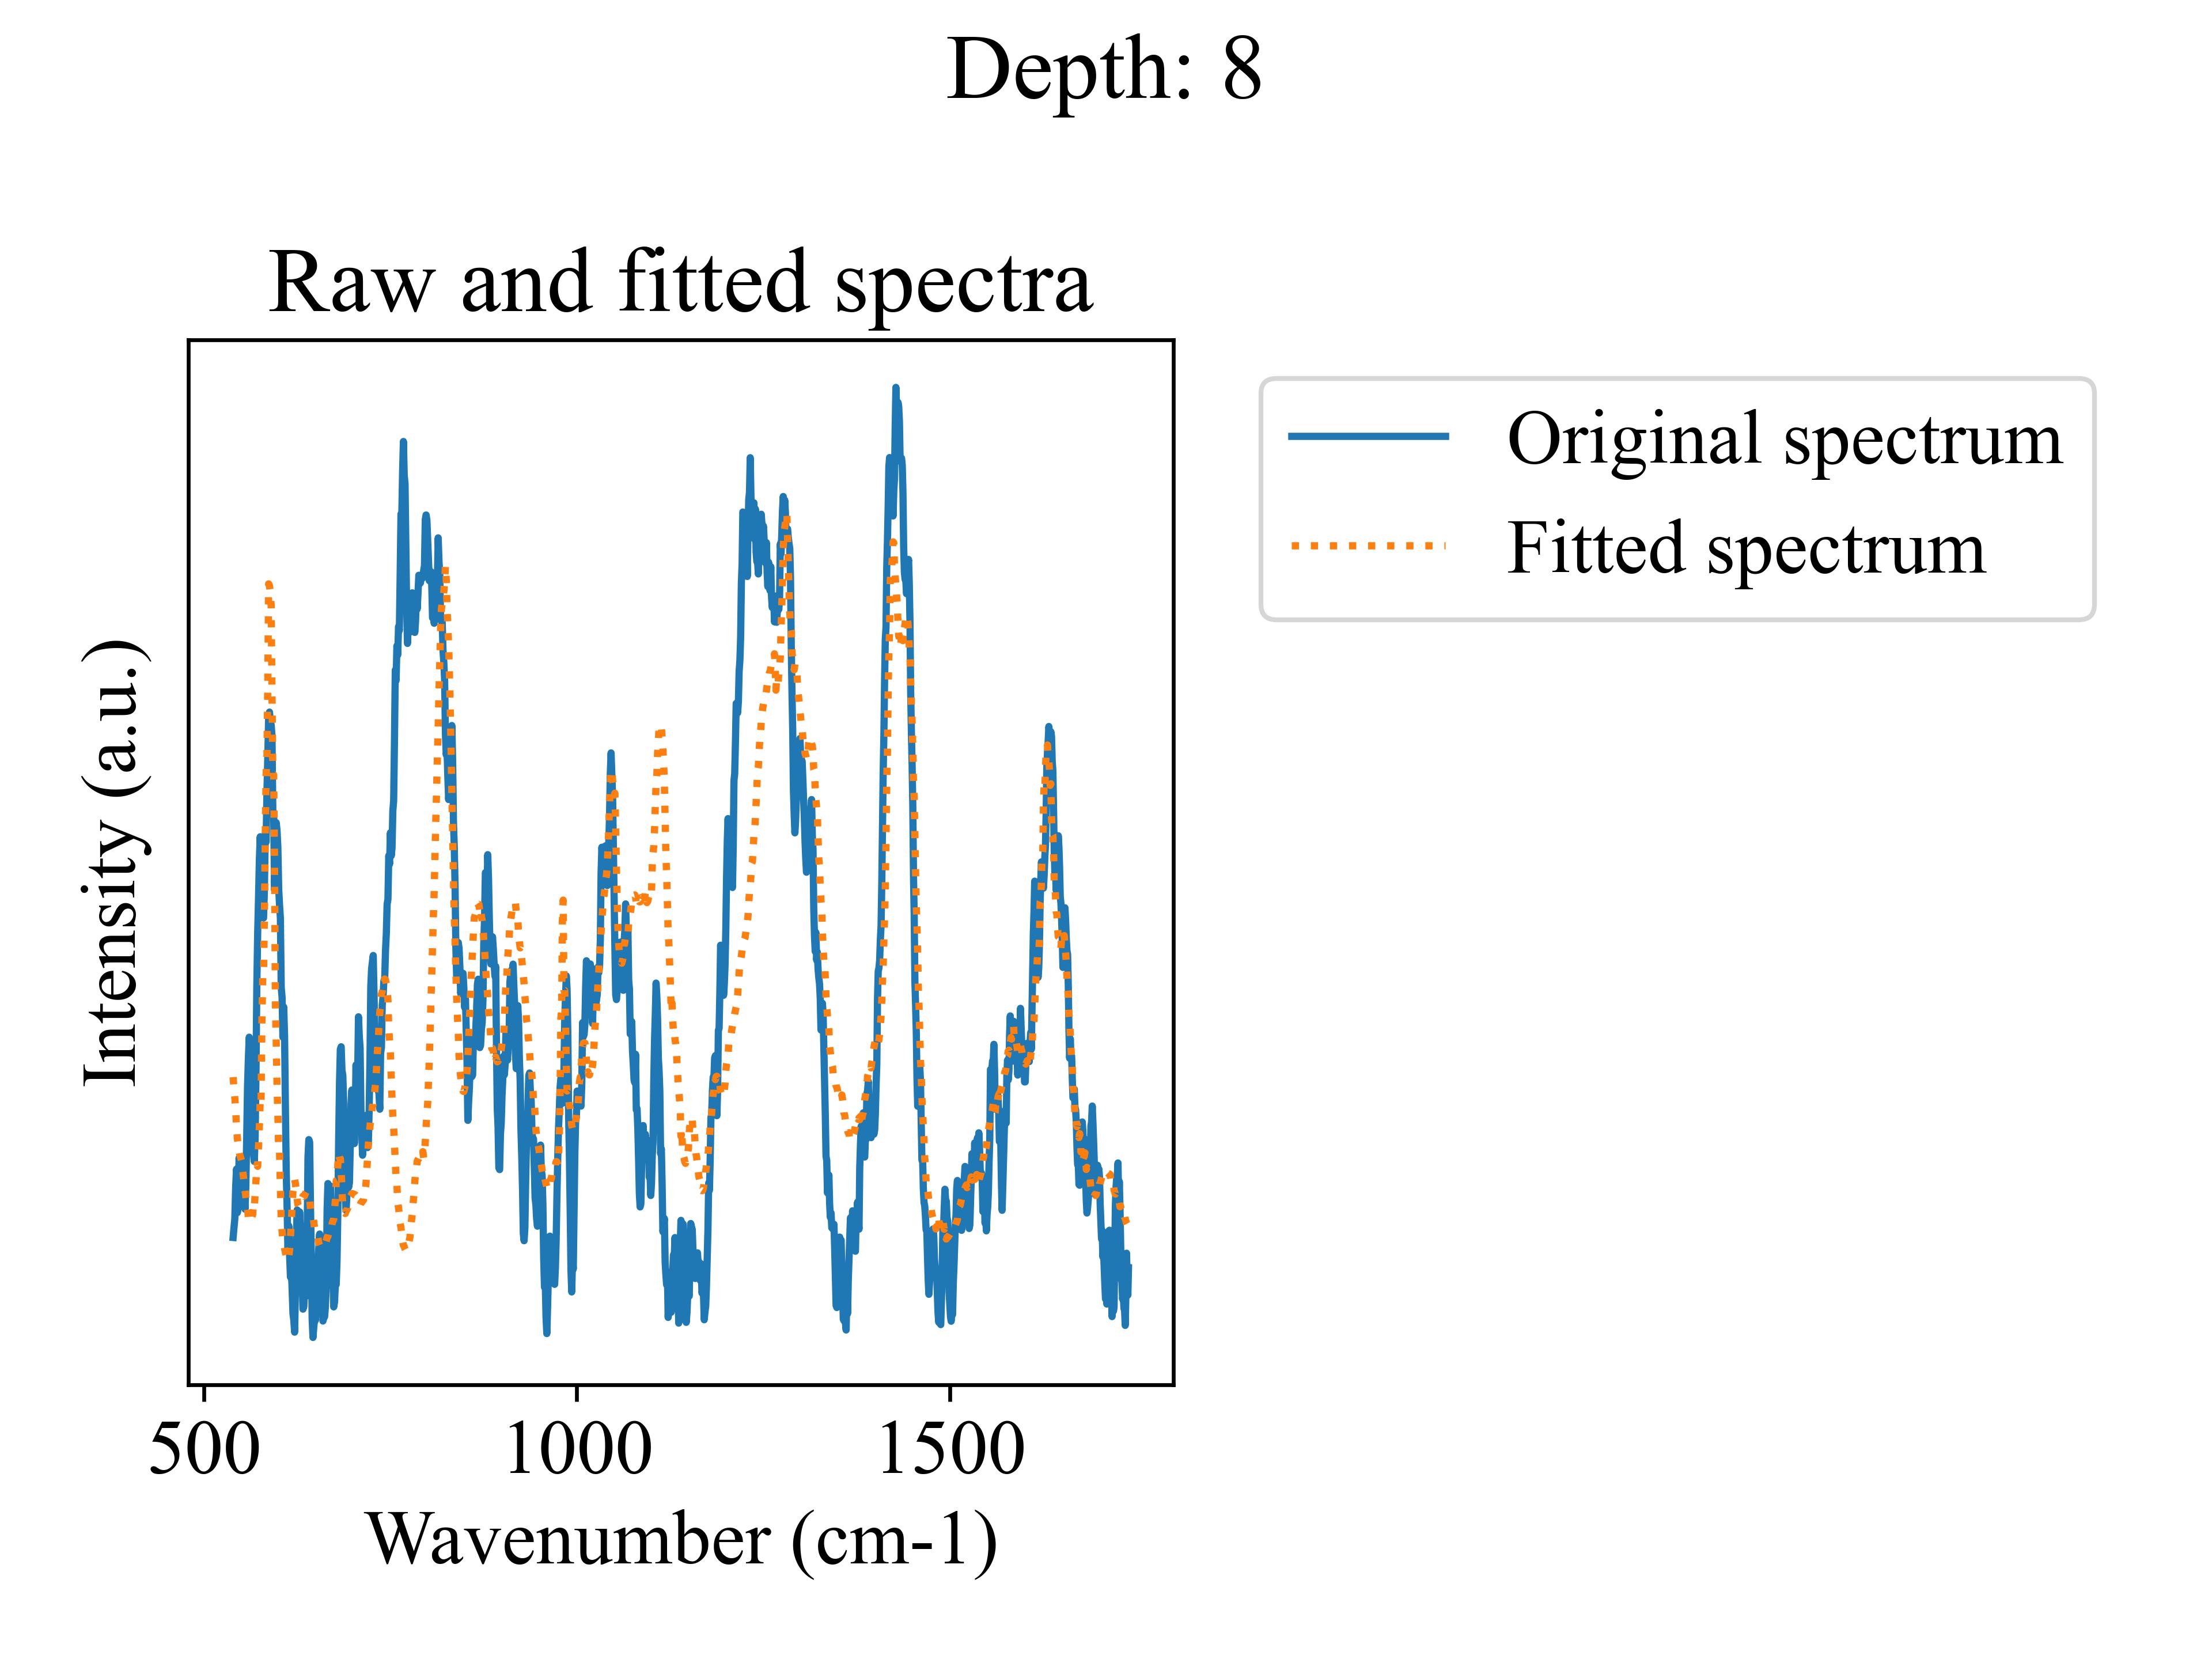 Depth: 8
Raw and fitted spectra
Original spectrum
Fitted spectrum
Intensity (a.u.)
500 1000 1500
Wavenumber (cm-1)